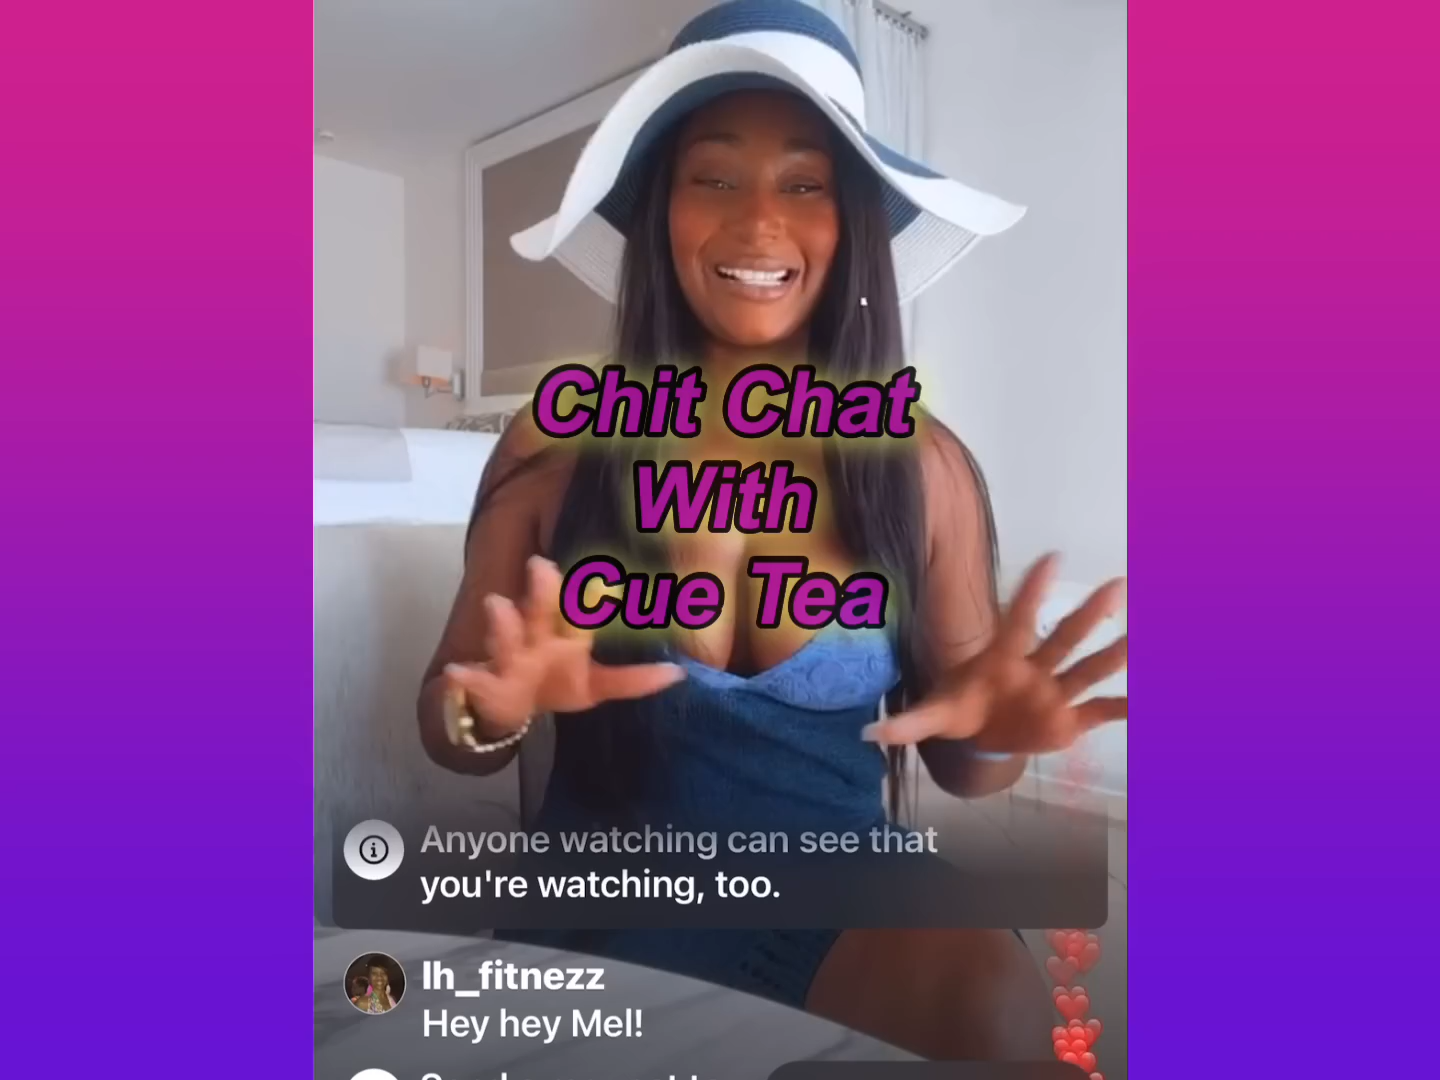 Chit Chat
With
Cue Tea
Anyone watching can see that
you're watching, too.
lh_fitnezz
Hey hey Mel!